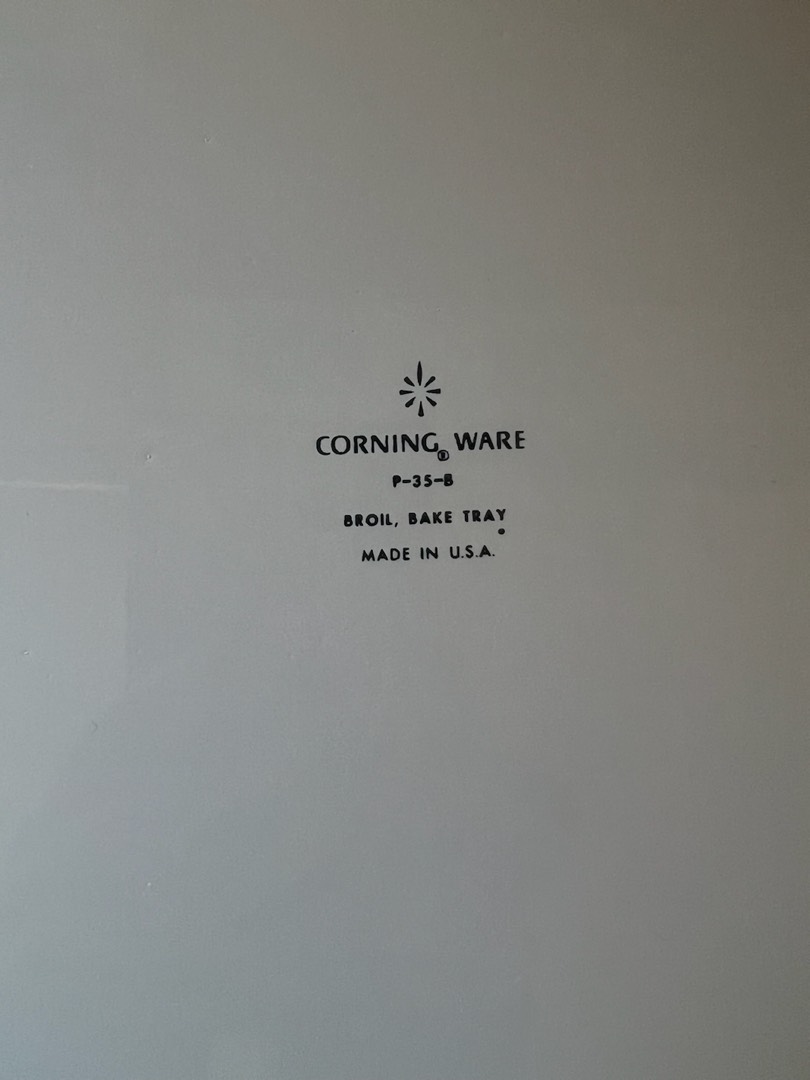 CORNING® WARE
P-35-B
BROIL, BAKE TRAY
MADE IN U.S.A.